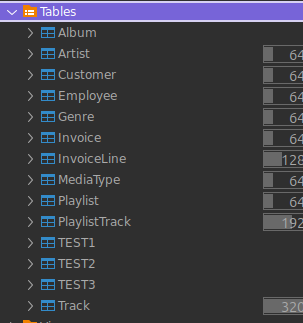 Tables
Album
Artist 64
Customer 64
Employee 64
Genre 64
Invoice 64
InvoiceLine 128
MediaType 64
Playlist 64
PlaylistTrack 192
TEST1
TEST2
TEST3
Track 320